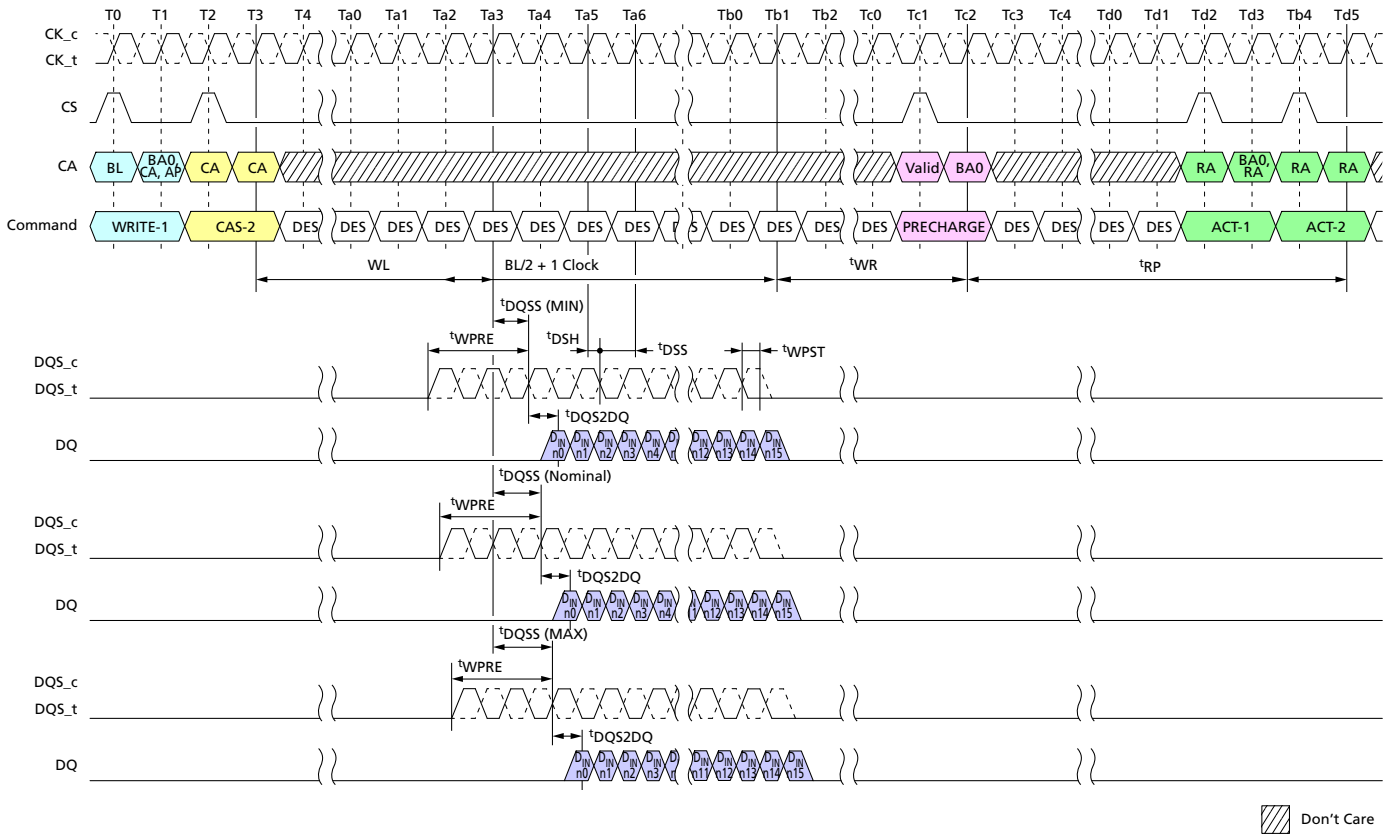 T0 T1 T2 T3 T4 Ta0 Ta1 Ta2 Ta3 Ta4 Ta5 Ta6 Tb0 Tb1 Tb2 Tc0 Tc1 Tc2 Tc3 Tc4 Td0 Td1 Td2 Td3 Tb4 Td5
CK_c
CK_t
CS
CA BL BA0, CA, AP CA CA Valid BA0 RA BA0, RA RA RA
Command WRITE-1 CAS-2 DES DES DES DES DES DES DES DES DES DES DES DES PRECHARGE DES DES DES DES ACT-1 ACT-2
WL BL/2 + 1 Clock tWR tRP
tDQSS (MIN)
tWPRE tDSH tDSS tWPST
DQS_c
DQS_t
tDQS2DQ
DQ DIN n0 DIN n1 DIN n2 DIN n3 DIN n4 DIN n12 DIN n13 DIN n14 DIN n15
tDQSS (Nominal)
tWPRE
DQS_c
DQS_t
tDQS2DQ
DQ DIN n0 DIN n1 DIN n2 DIN n3 DIN n4 DIN n12 DIN n13 DIN n14 DIN n15
tDQSS (MAX)
tWPRE
DQS_c
DQS_t
tDQS2DQ
DQ DIN n0 DIN n1 DIN n2 DIN n3 DIN n11 DIN n12 DIN n13 DIN n14 DIN n15
Don't Care